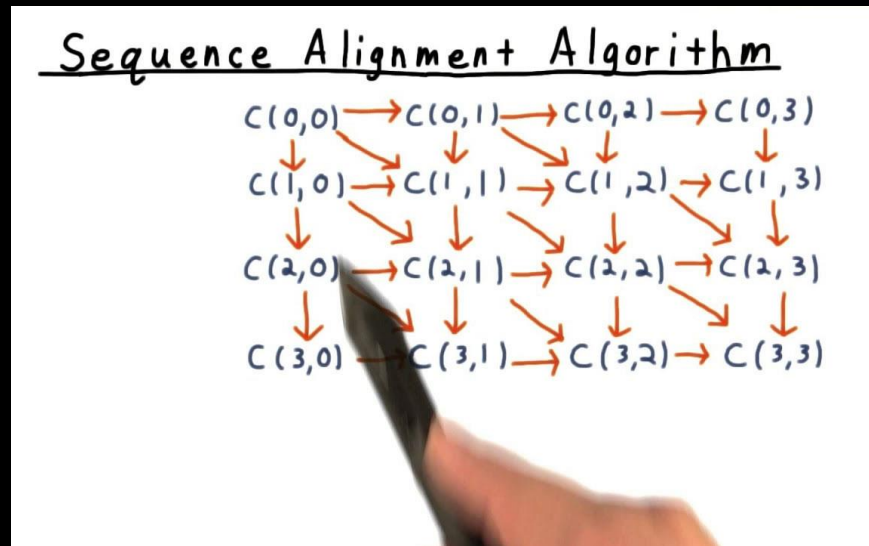 Sequence Alignment Algorithm
C(0,0) → C(0,1) → C(0,2) → C(0,3)
C(1,0) → C(1,1) → C(1,2) → C(1,3)
C(2,0) → C(2,1) → C(2,2) → C(2,3)
C(3,0) → C(3,1) → C(3,2) → C(3,3)